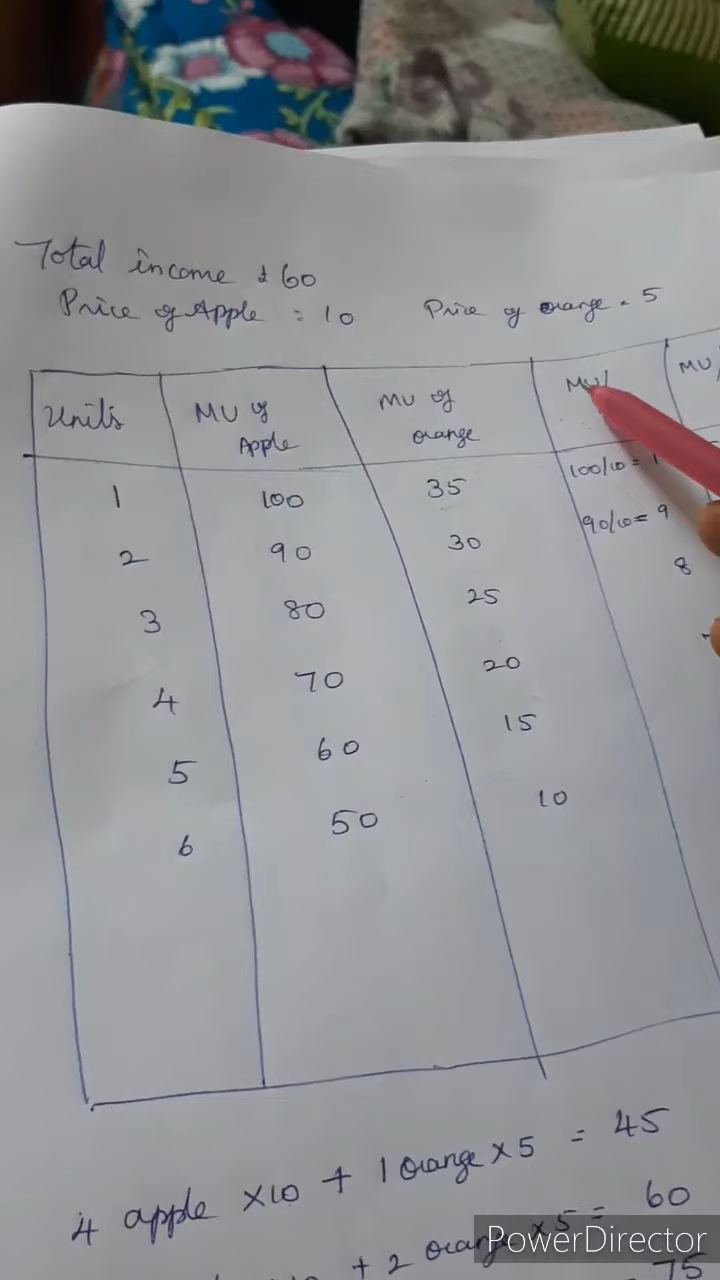 Total income ₹ 60
Price of Apple = 10 Price of orange = 5
Units MU of Apple MU of orange MU/ MU/
1 100 35 100/10 =
2 90 30 90/10 = 9
3 80 25 8
4 70 20
5 60 15
6 50 10
4 apple x10 + 1 orange x 5 = 45
+ 2 orange x 5 = 60
75
PowerDirector